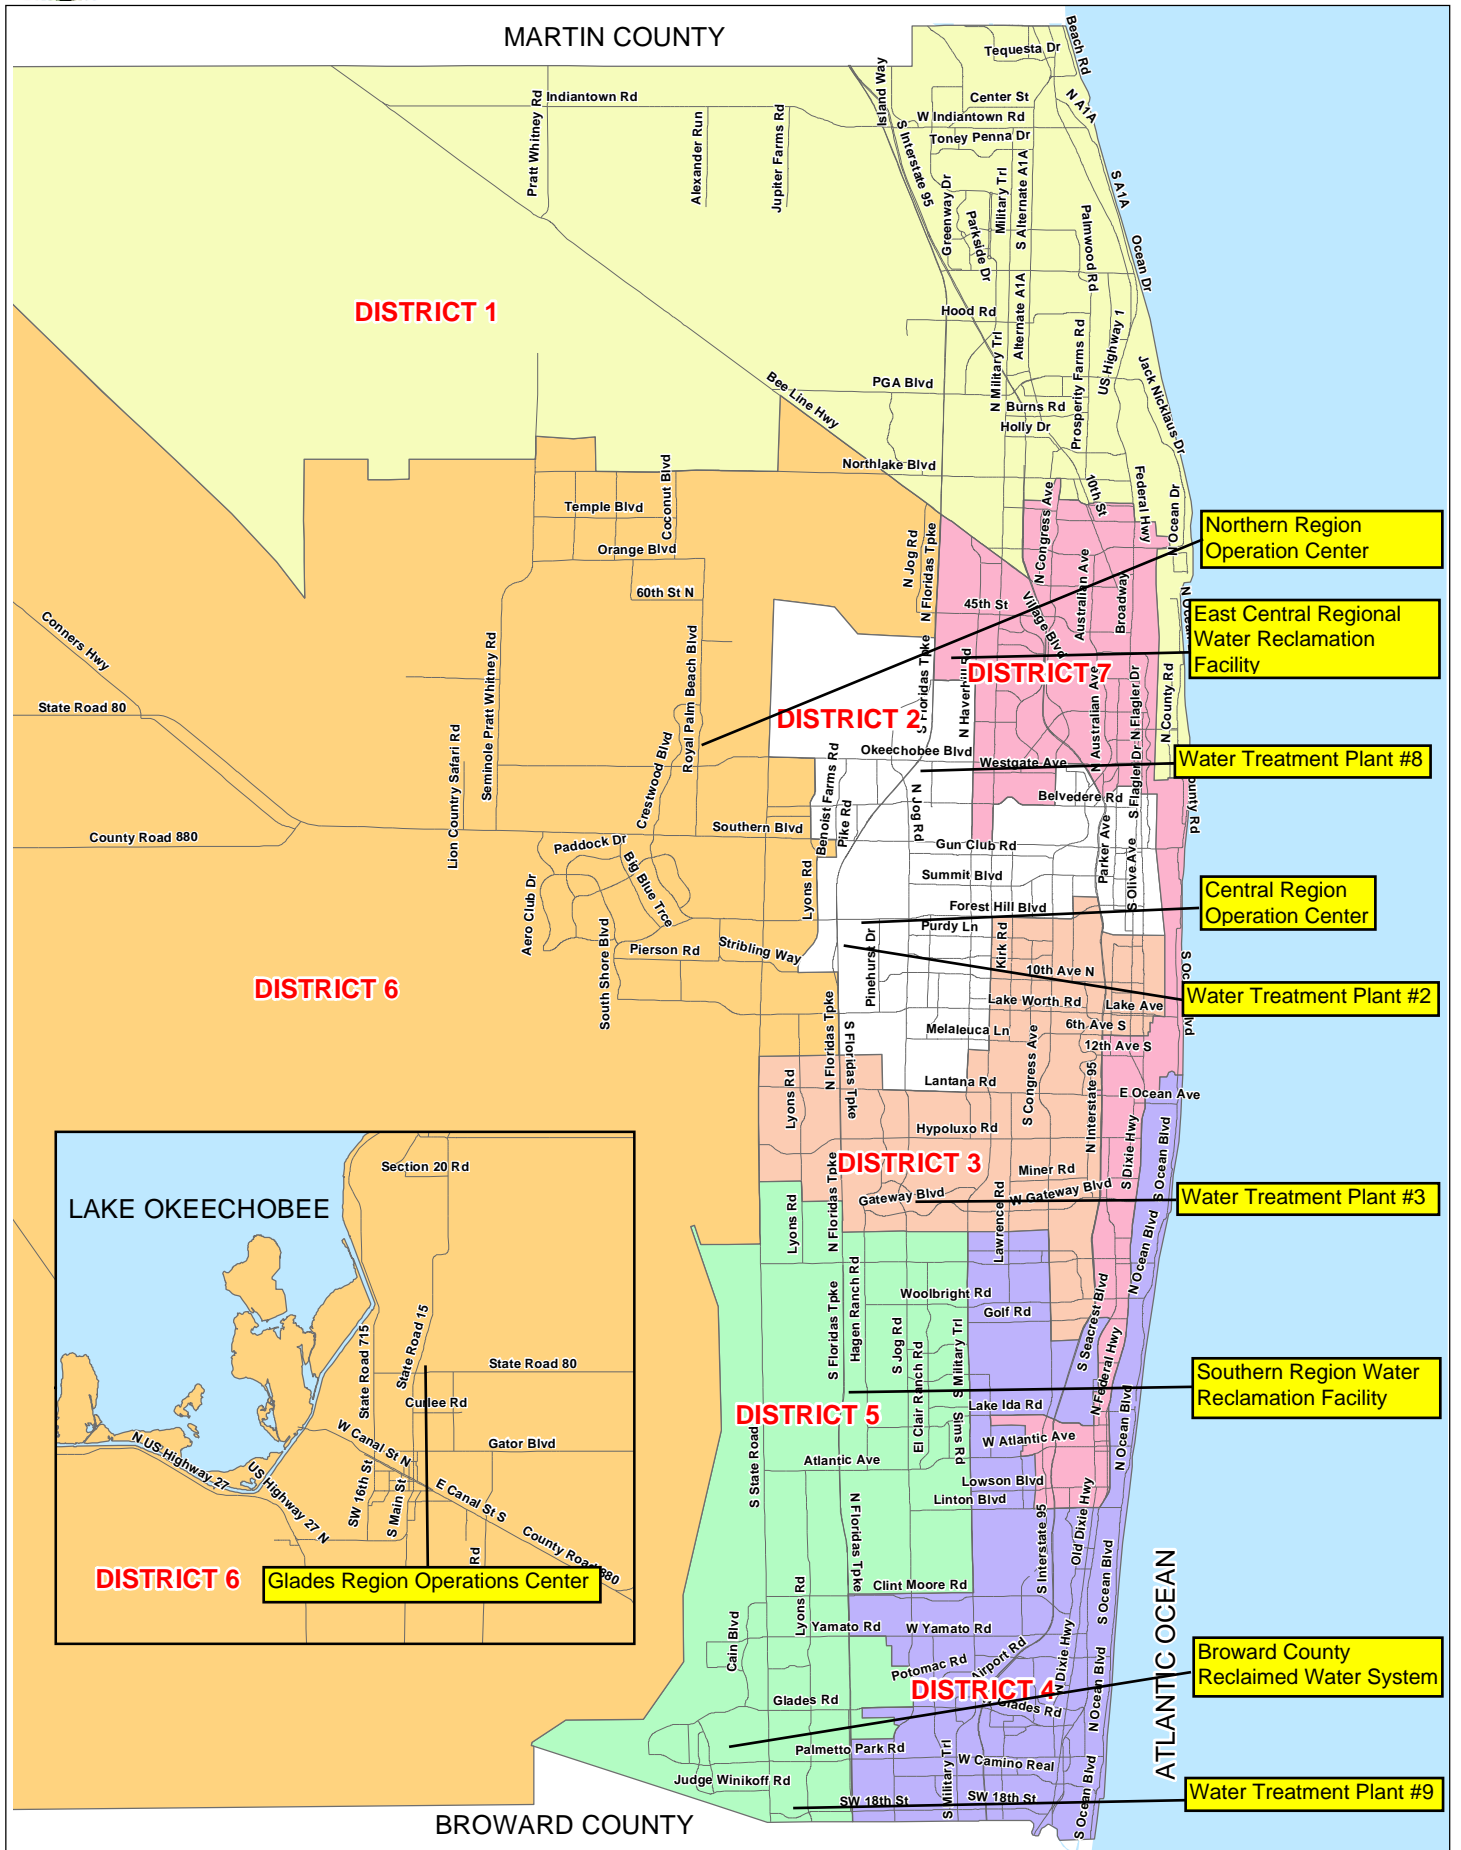 MARTIN COUNTY
Beach Rd
Tequesta Dr
Island Way
Indiantown Rd
Pratt Whitney Rd
Center St
N A1A
Alexander Run
Jupiter Farms Rd
W Indiantown Rd
S Interstate 95
Toney Penna Dr
Military Trl
S Alternate A1A
S A1A
Greenway Dr
Parkside Dr
Palmwood Rd
Ocean Dr
Alternate A1A
DISTRICT 1
Hood Rd
N Military Trl
Prosperity Farms Rd
US Highway 1
Jack Nicklaus Dr
Bee Line Hwy
PGA Blvd
Burns Rd
Holly Dr
Northlake Blvd
Coconut Blvd
N Congress Ave
10th St
Federal Hwy
N Ocean Dr
Temple Blvd
Orange Blvd
N Jog Rd
N Floridas Tpke
Northern Region
Operation Center
60th St N
45th St
Village Blvd
Australian Ave
Broadway
East Central Regional
Water Reclamation
Facility
Conners Hwy
Seminole Pratt Whitney Rd
Royal Palm Beach Blvd
S Floridas Tpke
N Haverhill Rd
DISTRICT 7
N Australian Ave
N Flagler Dr
N County Rd
State Road 80
Lion Country Safari Rd
Crestwood Blvd
DISTRICT 2
Okeechobee Blvd
Westgate Ave
Water Treatment Plant #8
Benoist Farms Rd
Pike Rd
N Jog Rd
Belvedere Rd
S Flagler Dr
County Rd
County Road 880
Southern Blvd
Paddock Dr
Big Blue Trce
Gun Club Rd
Parker Ave
S Olive Ave
Summit Blvd
Lyons Rd
Aero Club Dr
South Shore Blvd
Forest Hill Blvd
Purdy Ln
Central Region
Operation Center
Pierson Rd
Stribling Way
Pinehurst Dr
Kirk Rd
10th Ave N
DISTRICT 6
Lake Worth Rd
Lake Ave
Water Treatment Plant #2
6th Ave S
Melaleuca Ln
12th Ave S
N Floridas Tpke
S Floridas Tpke
S Congress Ave
N Interstate 95
Lantana Rd
E Ocean Ave
Lyons Rd
Hypoluxo Rd
S Dixie Hwy
S Ocean Blvd
DISTRICT 3
Miner Rd
Gateway Blvd
W Gateway Blvd
Water Treatment Plant #3
Lyons Rd
N Floridas Tpke
Lawrence Rd
N Ocean Blvd
Section 20 Rd
LAKE OKEECHOBEE
S Floridas Tpke
Hagen Ranch Rd
Woolbright Rd
Golf Rd
S Seacrest Blvd
State Road 715
State Road 15
State Road 80
S Jog Rd
El Clair Ranch Rd
S Military Trl
N Federal Hwy
Southern Region Water
Reclamation Facility
Curlee Rd
DISTRICT 5
Lake Ida Rd
Sims Rd
W Atlantic Ave
N Ocean Blvd
W Canal St N
Gator Blvd
N US Highway 27
US Highway 27 N
SW 16th St
S Main St
E Canal St S
S State Road
Atlantic Ave
Lowson Blvd
Linton Blvd
N Floridas Tpke
S Interstate 95
Old Dixie Hwy
S Ocean Blvd
County Road 880
Rd
DISTRICT 6
Glades Region Operations Center
Clint Moore Rd
Lyons Rd
Yamato Rd
W Yamato Rd
Cain Blvd
Potomac Rd
Airport Rd
N Dixie Hwy
N Ocean Blvd
ATLANTIC OCEAN
Broward County
Reclaimed Water System
DISTRICT 4
Glades Rd
W Glades Rd
Palmetto Park Rd
W Camino Real
Judge Winikoff Rd
S Military Trl
SW 18th St
SW 18th St
S Ocean Blvd
Water Treatment Plant #9
BROWARD COUNTY